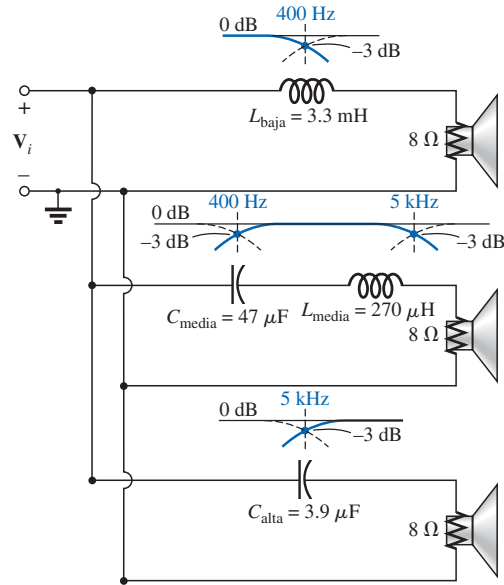 400 Hz
0 dB
–3 dB
+
V𝑖
–
L baja = 3.3 mH
8 Ω
400 Hz
5 kHz
0 dB
–3 dB
–3 dB
C media = 47 μF
L media = 270 μH
8 Ω
5 kHz
0 dB
–3 dB
C alta = 3.9 μF
8 Ω